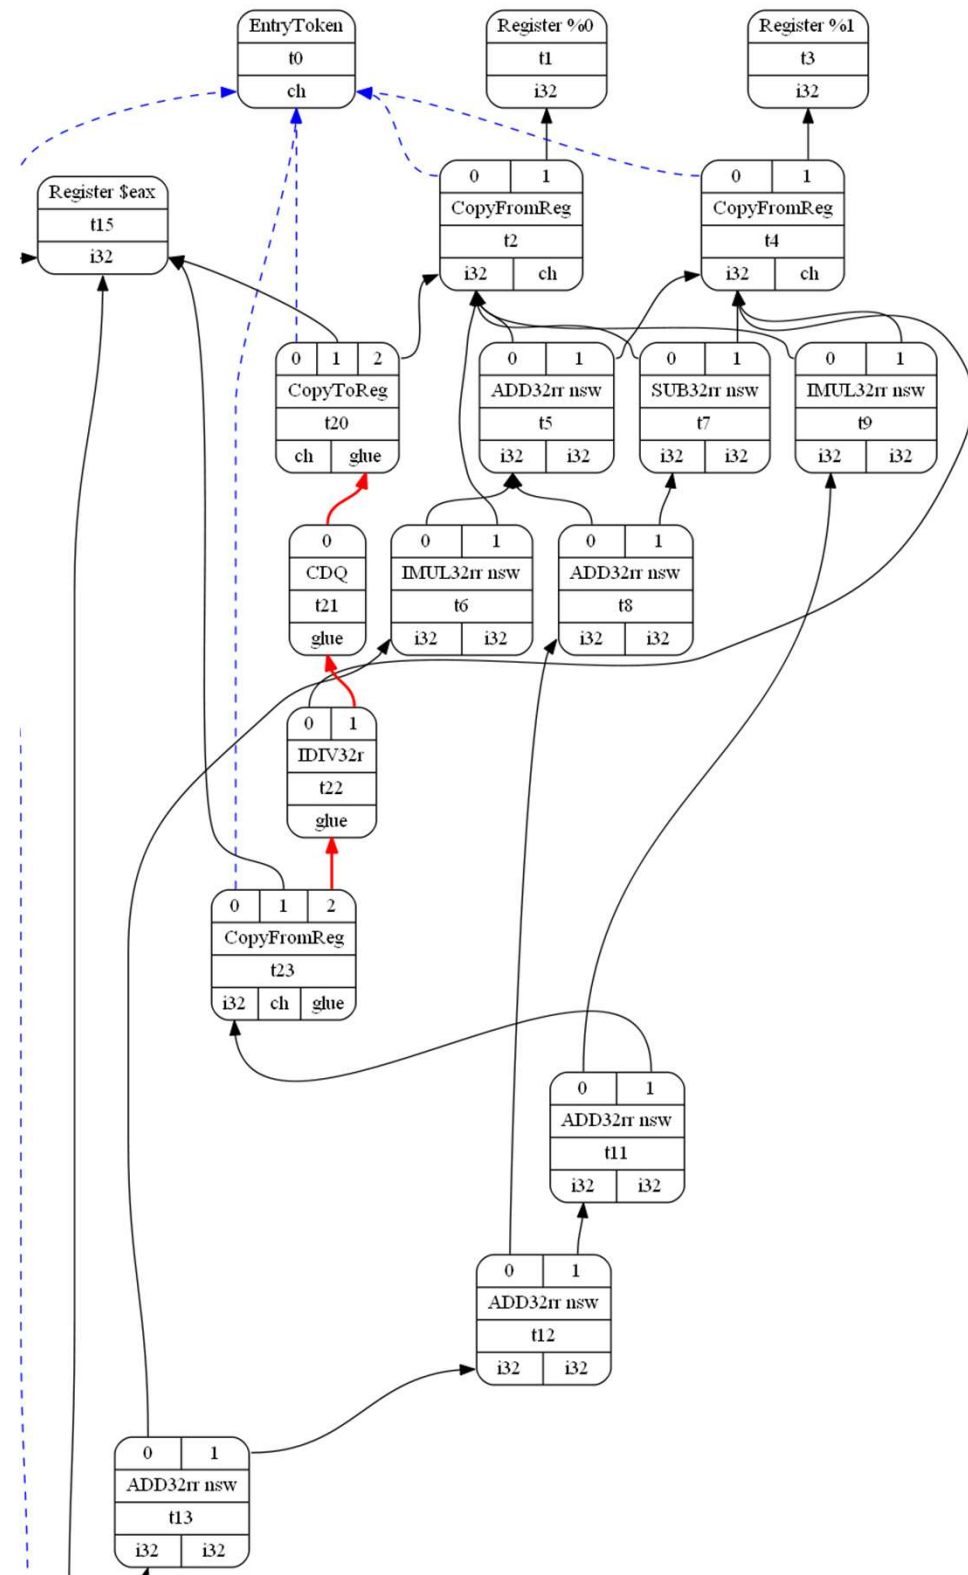 EntryToken
t0
ch
Register %0
t1
i32
Register %1
t3
i32
Register $eax
t15
i32
0 1
CopyFromReg
t2
i32 ch
0 1
CopyFromReg
t4
i32 ch
0 1 2
CopyToReg
t20
ch glue
0 1
ADD32rr nsw
t5
i32 i32
0 1
SUB32rr nsw
t7
i32 i32
0 1
IMUL32rr nsw
t9
i32 i32
0
CDQ
t21
glue
0 1
IMUL32rr nsw
t6
i32 i32
0 1
ADD32rr nsw
t8
i32 i32
0 1
IDIV32r
t22
glue
0 1 2
CopyFromReg
t23
i32 ch glue
0 1
ADD32rr nsw
t11
i32 i32
0 1
ADD32rr nsw
t12
i32 i32
0 1
ADD32rr nsw
t13
i32 i32